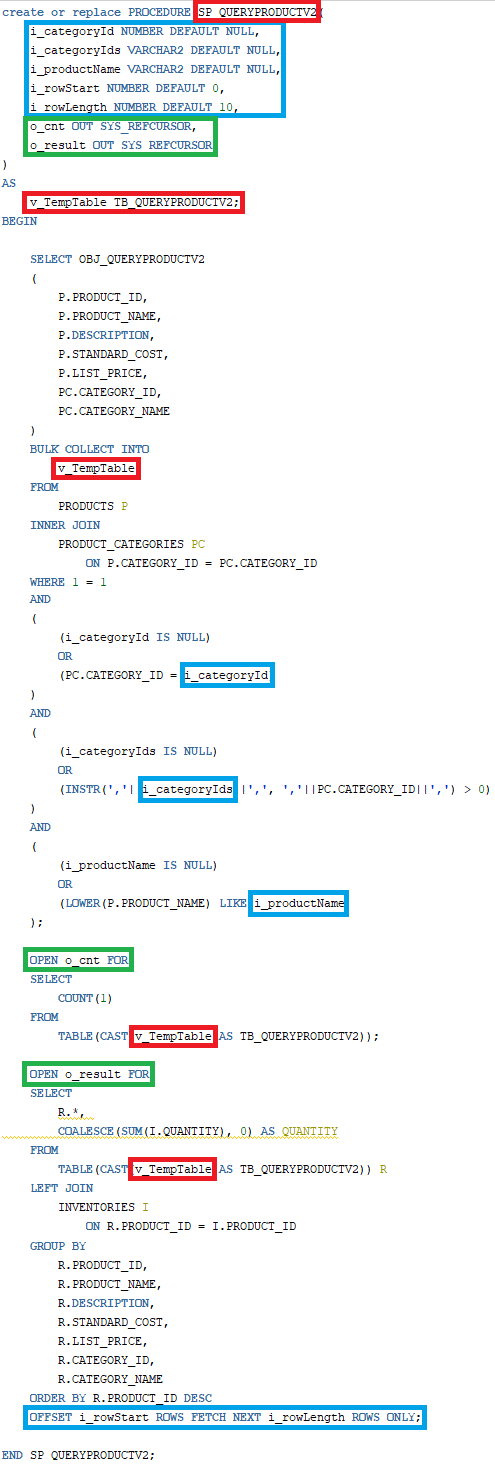 create or replace PROCEDURE SP_QUERYPRODUCTV2(
i_categoryId NUMBER DEFAULT NULL,
i_categoryIds VARCHAR2 DEFAULT NULL,
i_productName VARCHAR2 DEFAULT NULL,
i_rowStart NUMBER DEFAULT 0,
i_rowLength NUMBER DEFAULT 10,
o_cnt OUT SYS_REFCURSOR,
o_result OUT SYS_REFCURSOR
)
AS
v_TempTable TB_QUERYPRODUCTV2;
BEGIN
SELECT OBJ_QUERYPRODUCTV2
(
P.PRODUCT_ID,
P.PRODUCT_NAME,
P.DESCRIPTION,
P.STANDARD_COST,
P.LIST_PRICE,
PC.CATEGORY_ID,
PC.CATEGORY_NAME
)
BULK COLLECT INTO
v_TempTable
FROM
PRODUCTS P
INNER JOIN
PRODUCT_CATEGORIES PC
ON P.CATEGORY_ID = PC.CATEGORY_ID
WHERE 1 = 1
AND
(
(i_categoryId IS NULL)
OR
(PC.CATEGORY_ID = i_categoryId
)
AND
(
(i_categoryIds IS NULL)
OR
(INSTR(','| i_categoryIds |',', ','||PC.CATEGORY_ID||',') > 0)
)
AND
(
(i_productName IS NULL)
OR
(LOWER(P.PRODUCT_NAME) LIKE i_productName
);
OPEN o_cnt FOR
SELECT
COUNT(1)
FROM
TABLE(CAST v_TempTable AS TB_QUERYPRODUCTV2));
OPEN o_result FOR
SELECT
R.*,
COALESCE(SUM(I.QUANTITY), 0) AS QUANTITY
FROM
TABLE(CAST v_TempTable AS TB_QUERYPRODUCTV2)) R
LEFT JOIN
INVENTORIES I
ON R.PRODUCT_ID = I.PRODUCT_ID
GROUP BY
R.PRODUCT_ID,
R.PRODUCT_NAME,
R.DESCRIPTION,
R.STANDARD_COST,
R.LIST_PRICE,
R.CATEGORY_ID,
R.CATEGORY_NAME
ORDER BY R.PRODUCT_ID DESC
OFFSET i_rowStart ROWS FETCH NEXT i_rowLength ROWS ONLY;
END SP_QUERYPRODUCTV2;